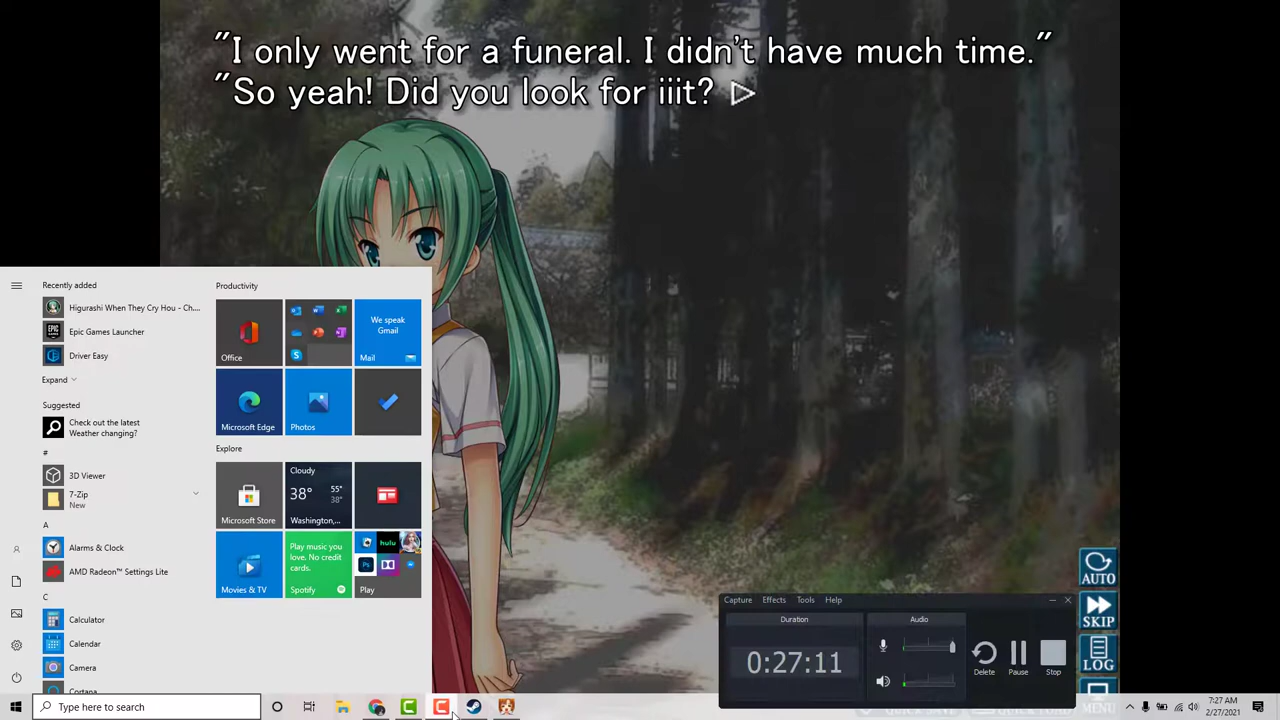 "I only went for a funeral. I didn't have much time."
"So yeah! Did you look for iiit?
Recently added
Higurashi When They Cry Hou - Ch....
Epic Games Launcher
Driver Easy
Expand
Suggested
Check out the latest
Weather changing?
#
3D Viewer
7-Zip
New
A
Alarms & Clock
AMD Radeon™ Settings Lite
C
Calculator
Calendar
Camera
Cortana
Productivity
Office
We speak
Gmail
Mail
Microsoft Edge
Photos
Explore
Microsoft Store
Cloudy
38° 55°
38°
Washington,...
Movies & TV
Play music you
love. No credit
cards.
Spotify
hulu
Ps
Play
Capture Effects Tools Help
Duration
0:27:11
Audio
Delete
Pause
Stop
AUTO
SKIP
LOG
MENU
Type here to search
7:27 AM
2/27/2021